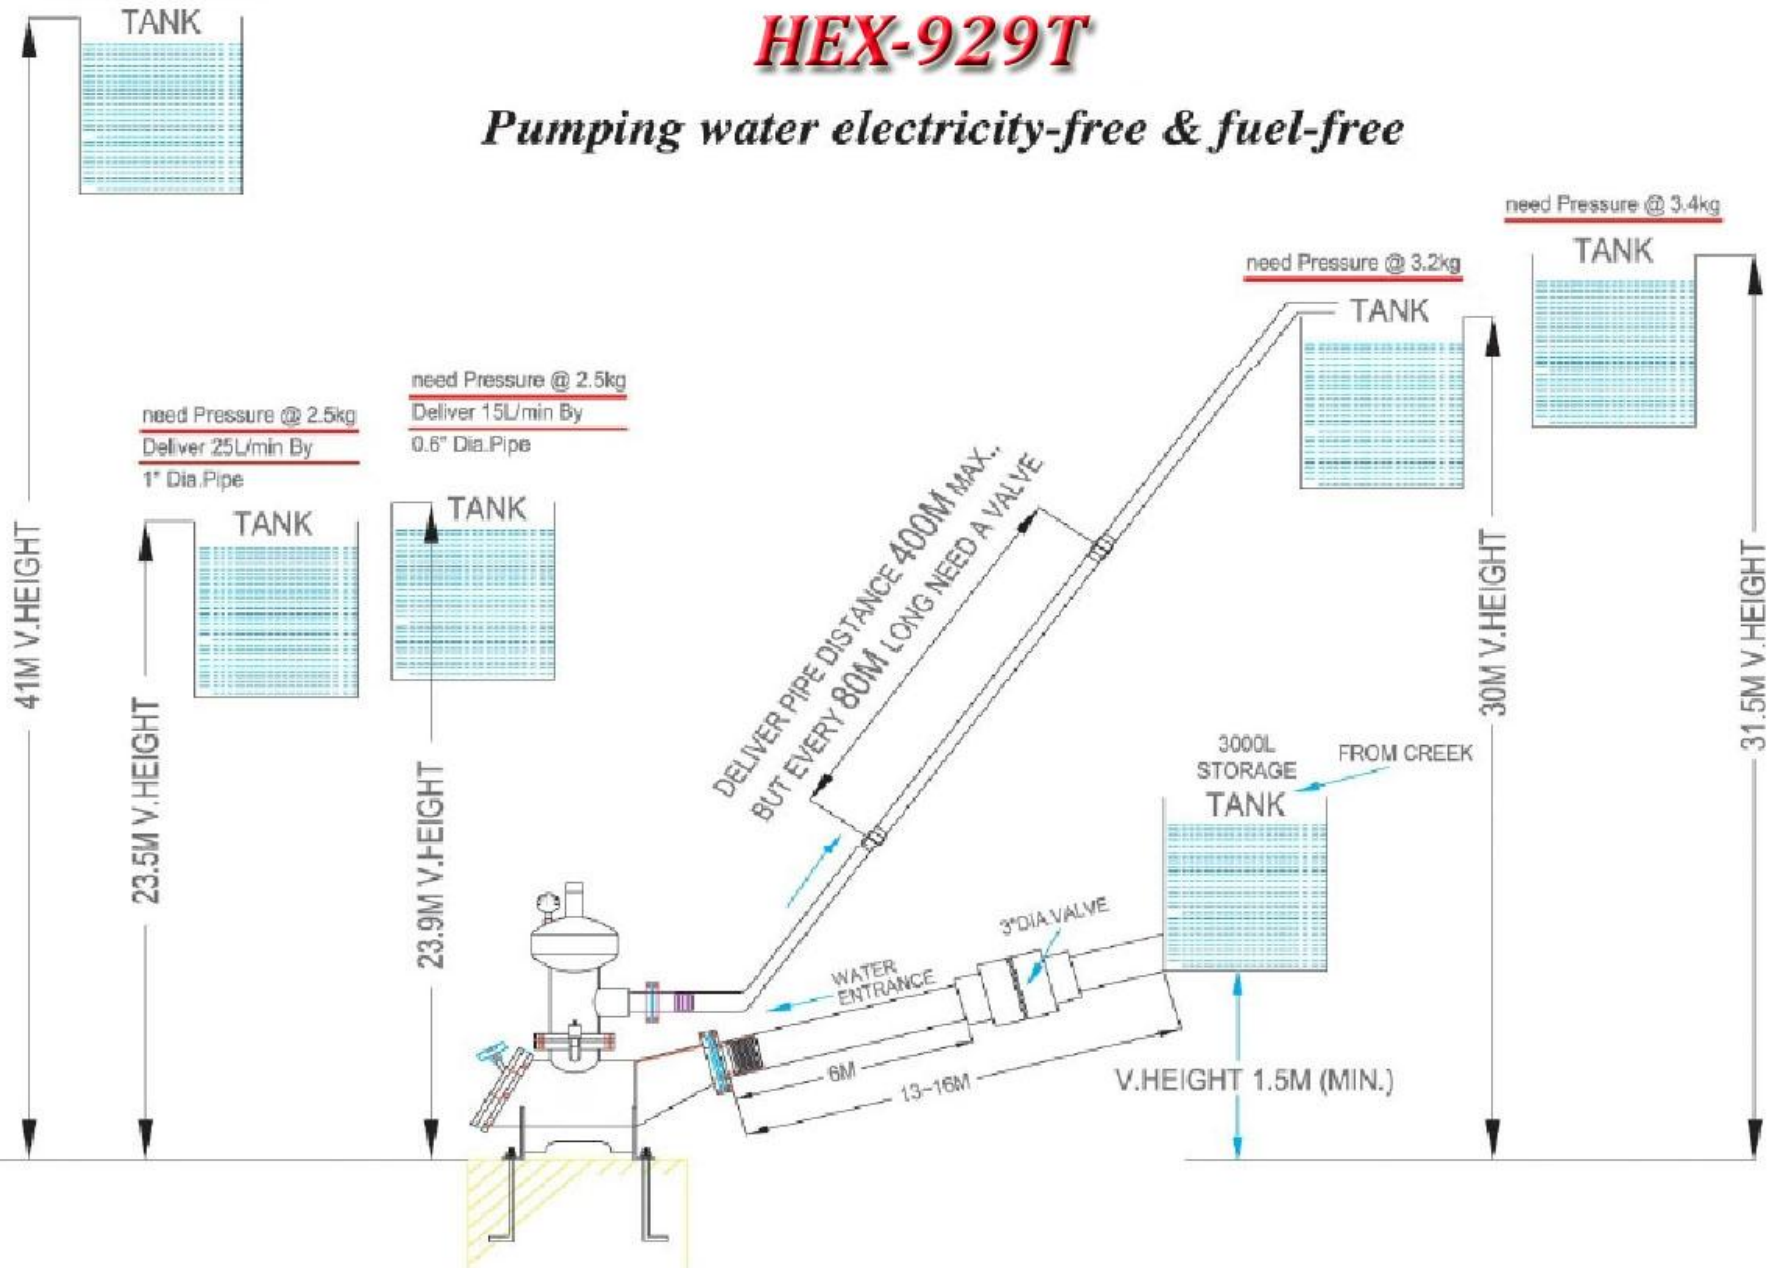 HEX-929T
Pumping water electricity-free & fuel-free
TANK
41M V.HEIGHT
need Pressure @ 2.5kg
Deliver 25L/min By
1" Dia.Pipe
TANK
23.5M V.HEIGHT
need Pressure @ 2.5kg
Deliver 15L/min By
0.6" Dia.Pipe
TANK
23.9M V.HEIGHT
DELIVER PIPE DISTANCE 400M MAX..
BUT EVERY 80M LONG NEED A VALVE
need Pressure @ 3.2kg
TANK
30M V.HEIGHT
need Pressure @ 3.4kg
TANK
31.5M V.HEIGHT
3000L
STORAGE
TANK
FROM CREEK
3"DIA.VALVE
WATER
ENTRANCE
6M
13~16M
V.HEIGHT 1.5M (MIN.)